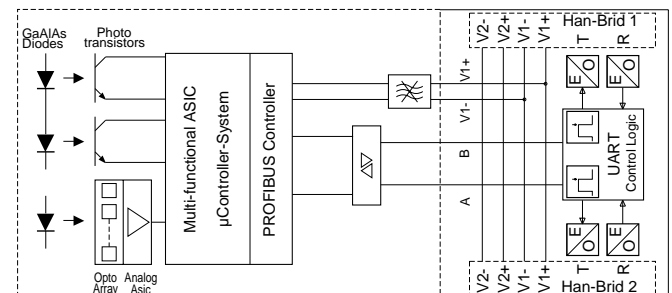 GaAlAs
Diodes
Photo
transistors
Multi-functional ASIC
µController-System
PROFIBUS Controller
Opto
Array
Analog
Asic
V1+
V1-
B
A
V2-
V2+
V1-
V1+
Han-Brid 1
T
R
E
O
E
O
UART
Control Logic
E
O
E
O
T
R
V2-
V2+
V1-
V1+
Han-Brid 2